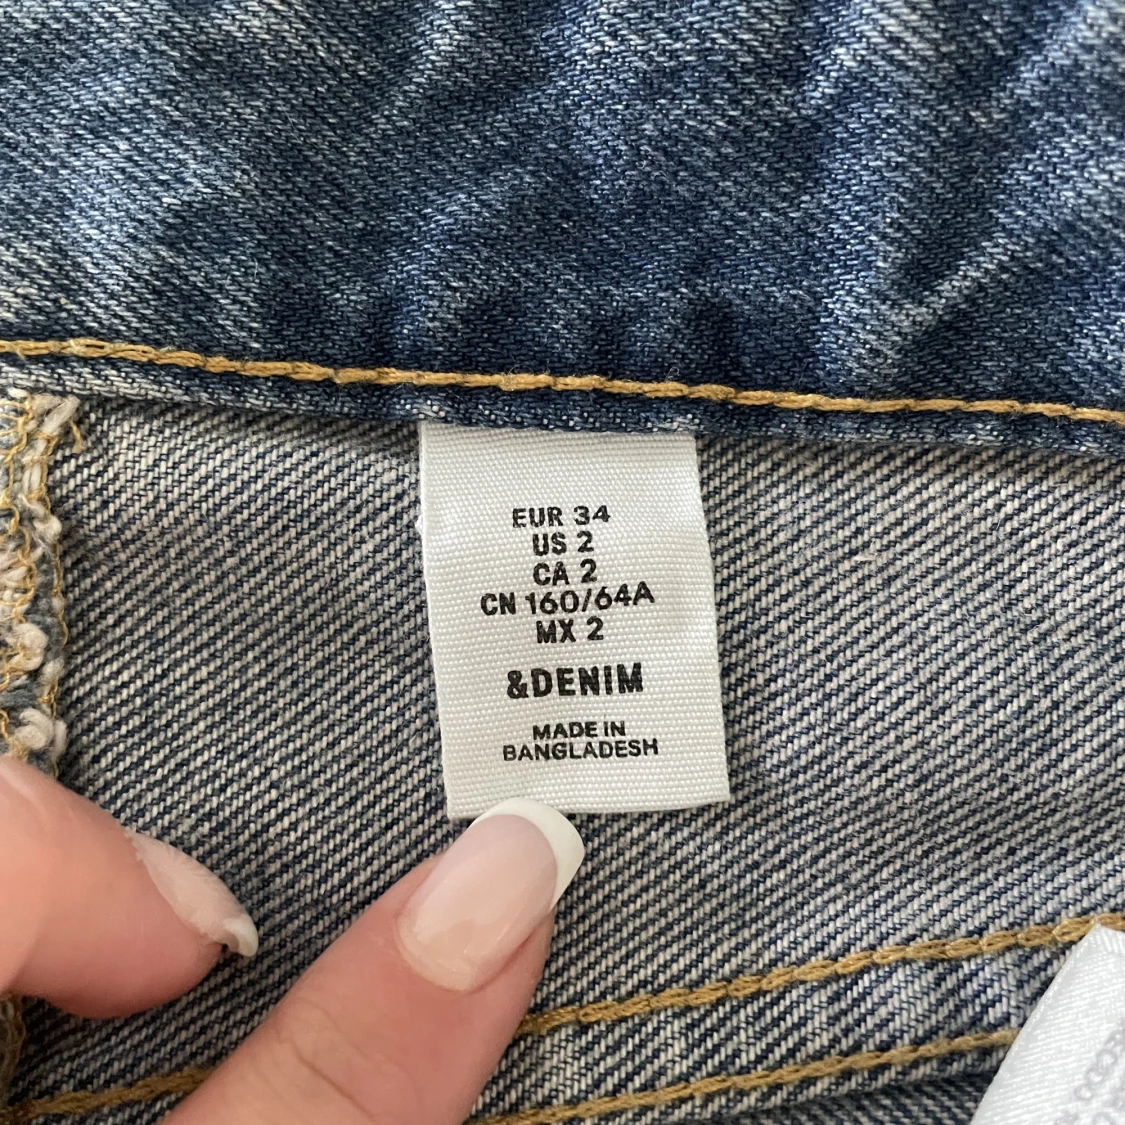 EUR 34
US 2
CA 2
CN 160/64A
MX 2
&DENIM
MADE IN
BANGLADESH